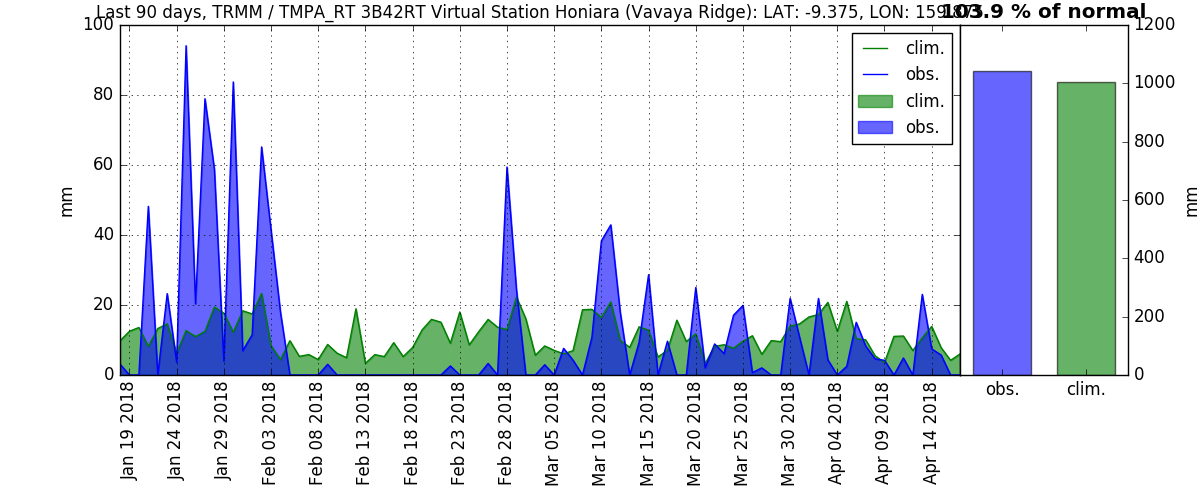 Last 90 days, TRMM / TMPA_RT 3B42RT Virtual Station Honiara (Vavaya Ridge): LAT: -9.375, LON:
103.9 % of normal
100
80
60
40
20
0
mm
clim.
obs.
clim.
obs.
1200
1000
800
600
400
200
0
mm
Jan 19 2018
Jan 24 2018
Jan 29 2018
Feb 03 2018
Feb 08 2018
Feb 13 2018
Feb 18 2018
Feb 23 2018
Feb 28 2018
Mar 05 2018
Mar 10 2018
Mar 15 2018
Mar 20 2018
Mar 25 2018
Mar 30 2018
Apr 04 2018
Apr 09 2018
Apr 14 2018
obs.
clim.